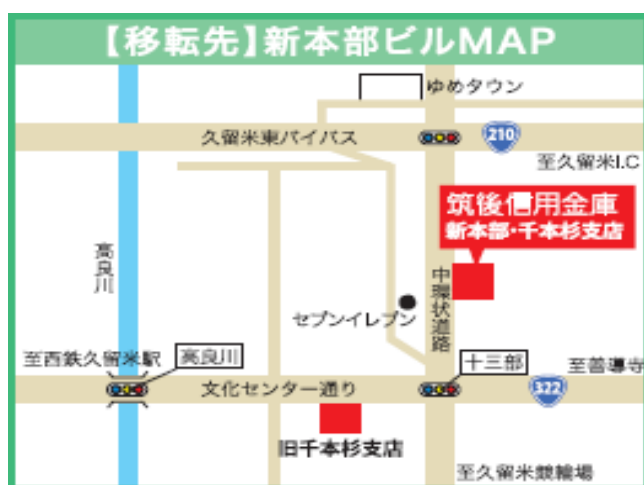 【移転先】新本部ビルMAP
ゆめタウン
久留米東バイパス
210
至久留米I.C
筑後信用金庫
新本部・千本杉支店
高良川
中環状道路
セブンイレブン
至西鉄久留米駅
高良川
十三部
至善導寺
文化センター通り
322
旧千本杉支店
至久留米競輪場